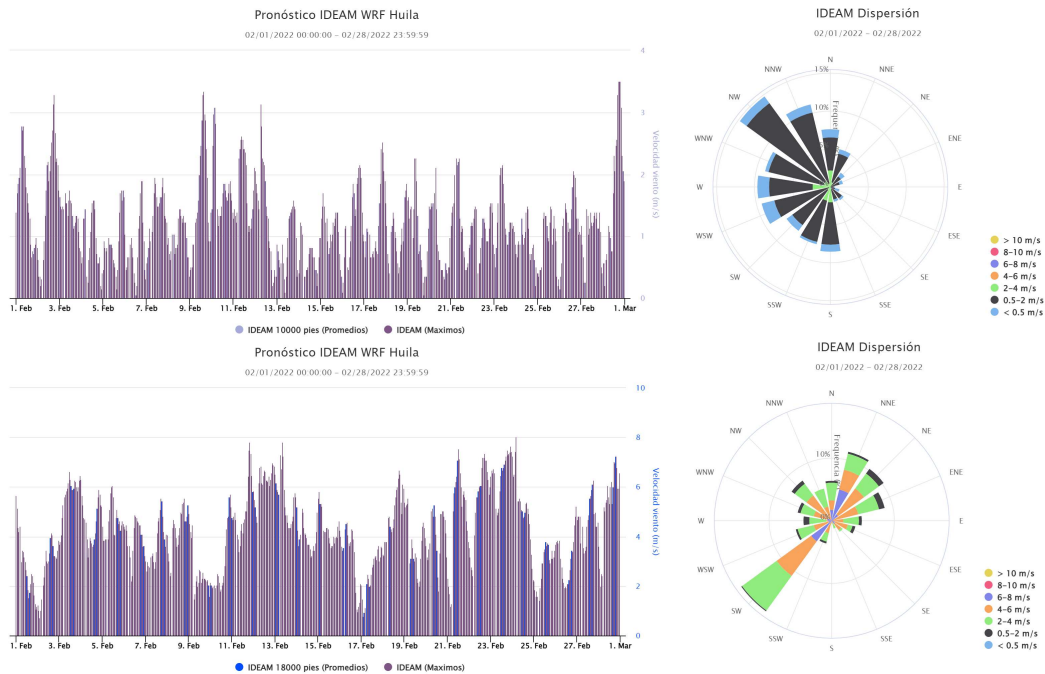 Pronóstico IDEAM WRF Huila
02/01/2022 00:00:00 – 02/28/2022 23:59:59
4
3
2
1
0
Velocidad viento (m/s)
1. Feb
3. Feb
5. Feb
7. Feb
9. Feb
11. Feb
13. Feb
15. Feb
17. Feb
19. Feb
21. Feb
23. Feb
25. Feb
27. Feb
1. Mar
IDEAM 10000 pies (Promedios)
IDEAM (Maximos)
IDEAM Dispersión
02/01/2022 – 02/28/2022
N
NNE
NE
ENE
E
ESE
SE
SSE
S
SSW
SW
WSW
W
WNW
NW
NNW
15%
10%
> 10 m/s
8–10 m/s
6–8 m/s
4–6 m/s
2–4 m/s
0.5–2 m/s
< 0.5 m/s
Pronóstico IDEAM WRF Huila
02/01/2022 00:00:00 – 02/28/2022 23:59:59
10
8
6
4
2
0
Velocidad viento (m/s)
1. Feb
3. Feb
5. Feb
7. Feb
9. Feb
11. Feb
13. Feb
15. Feb
17. Feb
19. Feb
21. Feb
23. Feb
25. Feb
27. Feb
1. Mar
IDEAM 18000 pies (Promedios)
IDEAM (Maximos)
IDEAM Dispersión
02/01/2022 – 02/28/2022
N
NNE
NE
ENE
E
ESE
SE
SSE
S
SSW
SW
WSW
W
WNW
NW
NNW
10%
Frequencia
> 10 m/s
8–10 m/s
6–8 m/s
4–6 m/s
2–4 m/s
0.5–2 m/s
< 0.5 m/s